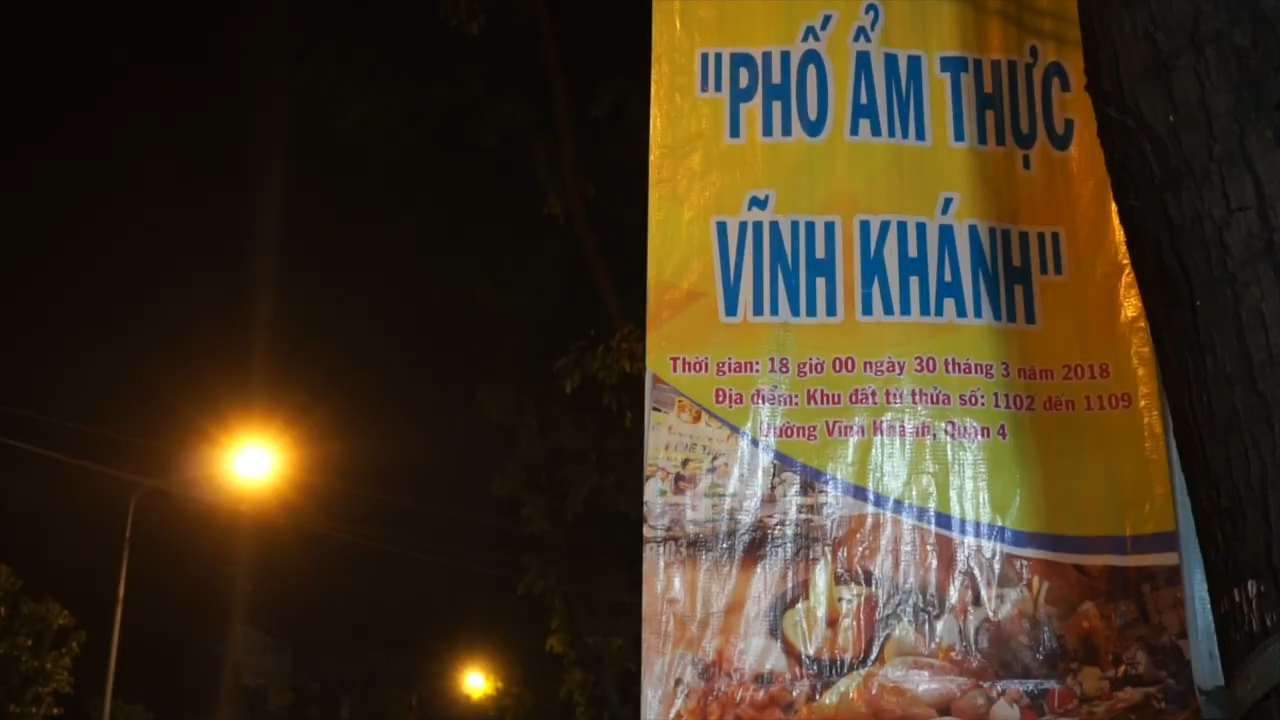 "PHỐ ẨM THỰC
VĨNH KHÁNH"
Thời gian: 18 giờ 00 ngày 30 tháng 3 năm 2018
Địa điểm: Khu đất từ thửa số: 1102 đến 1109
Đường Vĩnh Khánh, Quận 4